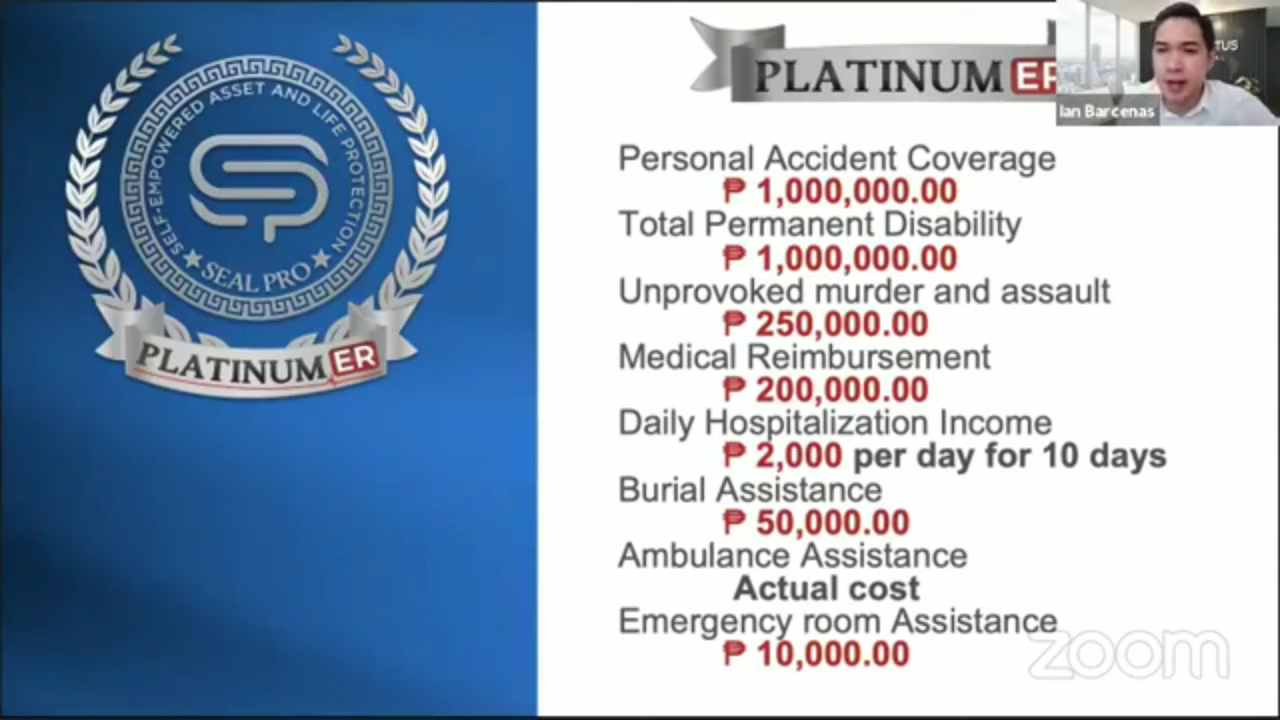 SELF-EMPOWERED ASSET AND LIFE PROTECTION
SEAL PRO
PLATINUM ER
PLATINUM ER
TUS
Ian Barcenas
Personal Accident Coverage
₱ 1,000,000.00
Total Permanent Disability
₱ 1,000,000.00
Unprovoked murder and assault
₱ 250,000.00
Medical Reimbursement
₱ 200,000.00
Daily Hospitalization Income
₱ 2,000 per day for 10 days
Burial Assistance
₱ 50,000.00
Ambulance Assistance
Actual cost
Emergency room Assistance
₱ 10,000.00
zoom